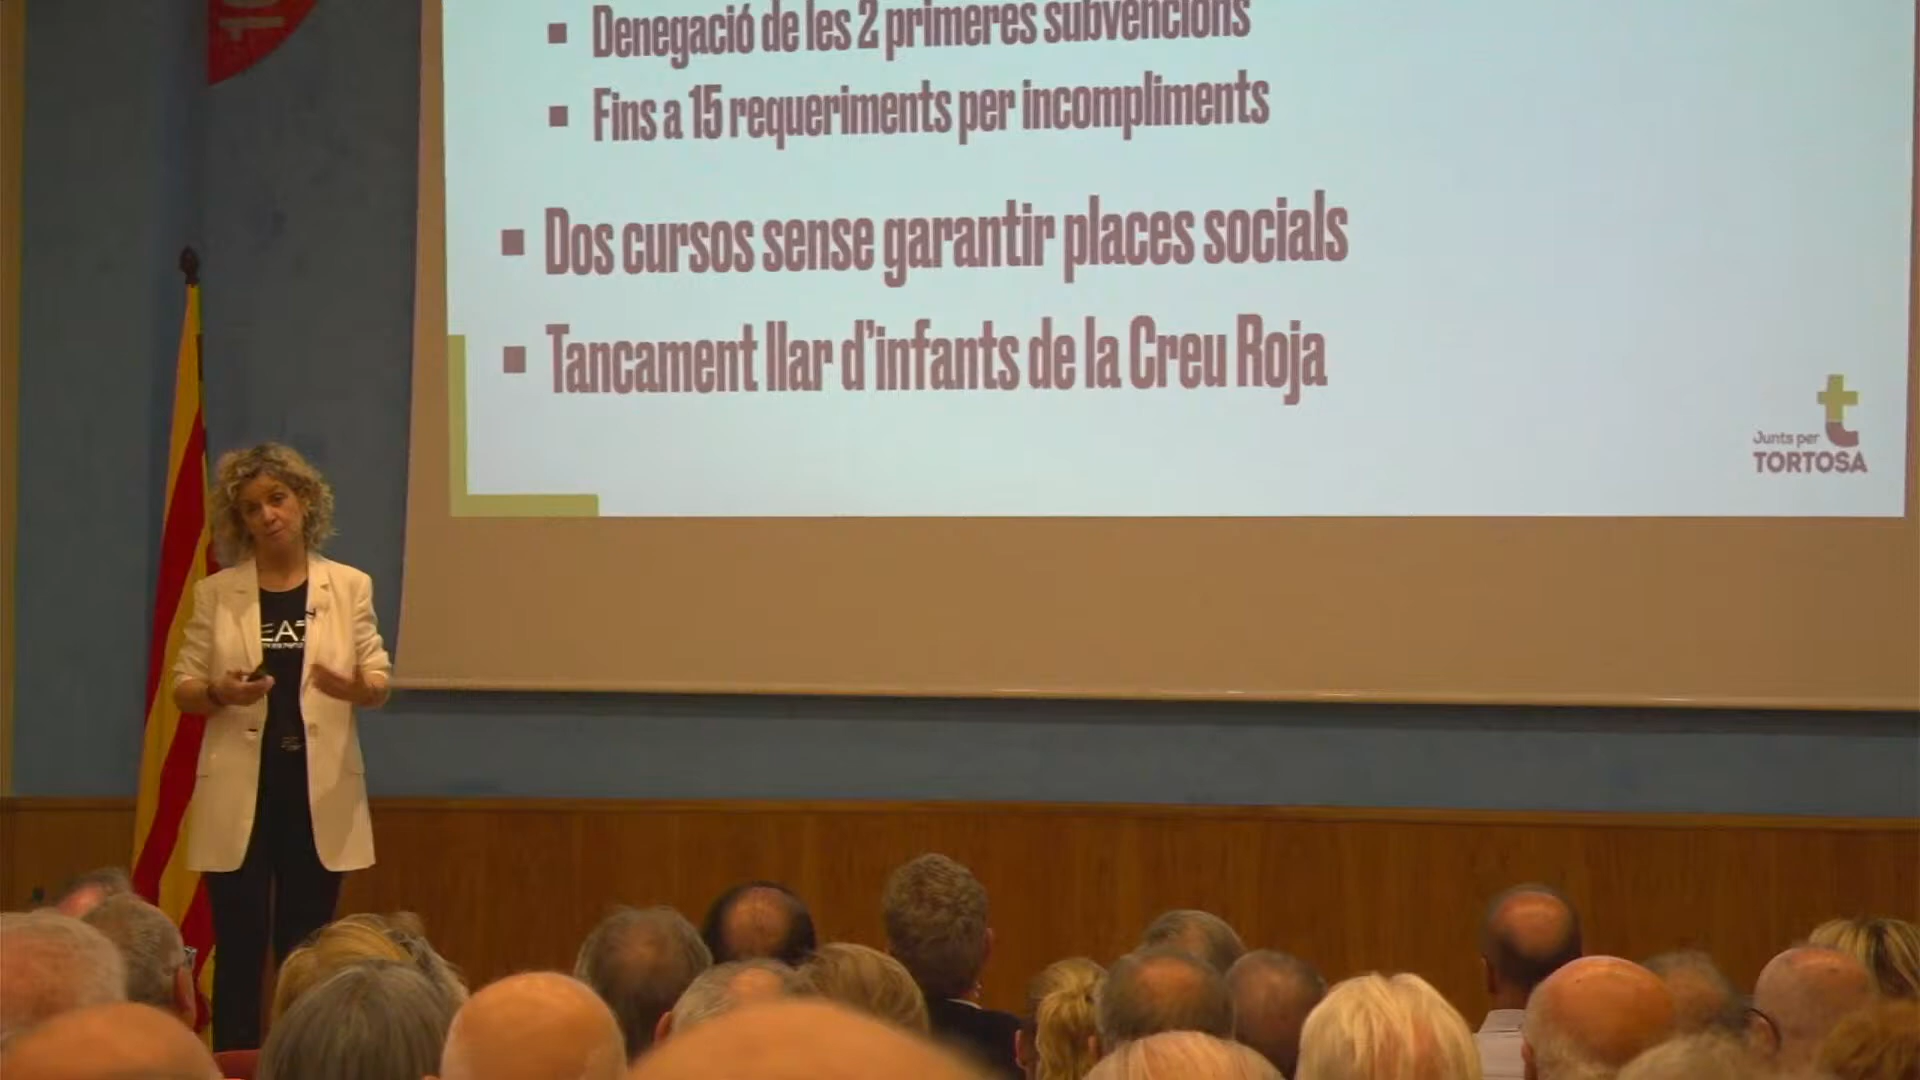 Denegació de les 2 primeres subvencions
Fins a 15 requeriments per incompliments
Dos cursos sense garantir places socials
Tancament llar d'infants de la Creu Roja
Junts per
TORTOSA
EA7